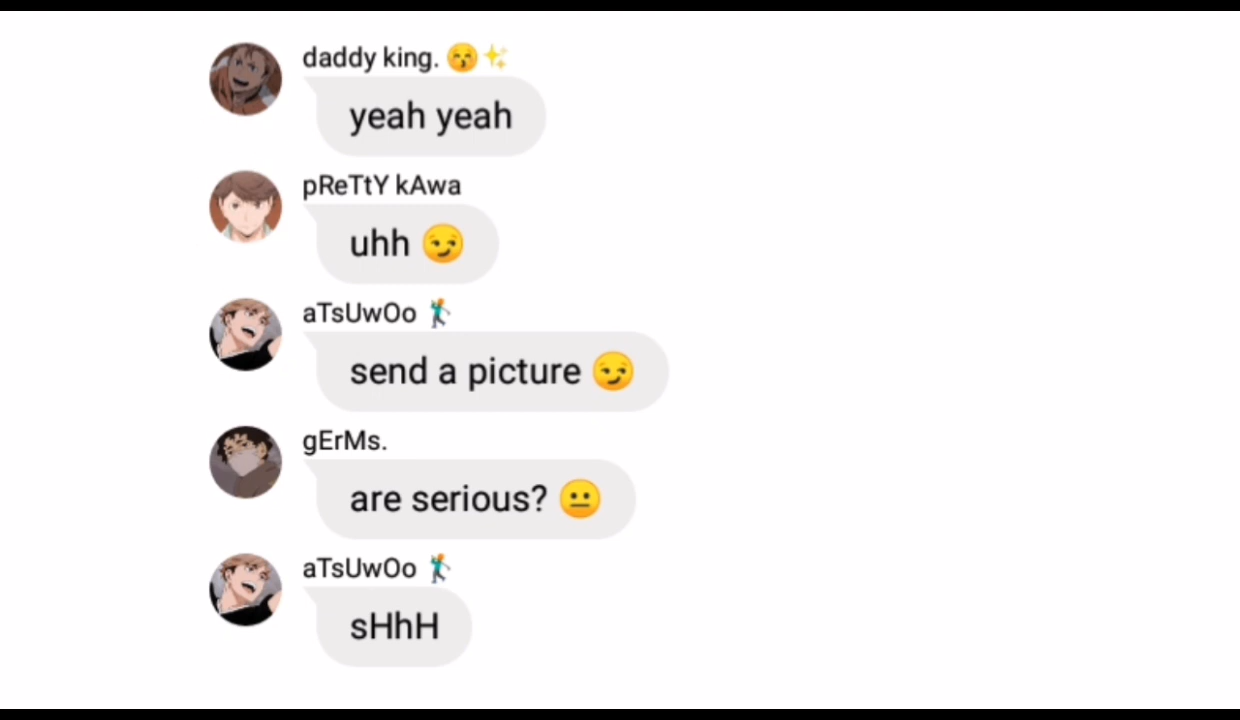 daddy king. 😚✨
yeah yeah
pReTtY kAwa
uhh 😏
aTsUwOo 🏌️‍♂️
send a picture 😏
gErMs.
are serious? 😐
aTsUwOo 🏌️‍♂️
sHhH